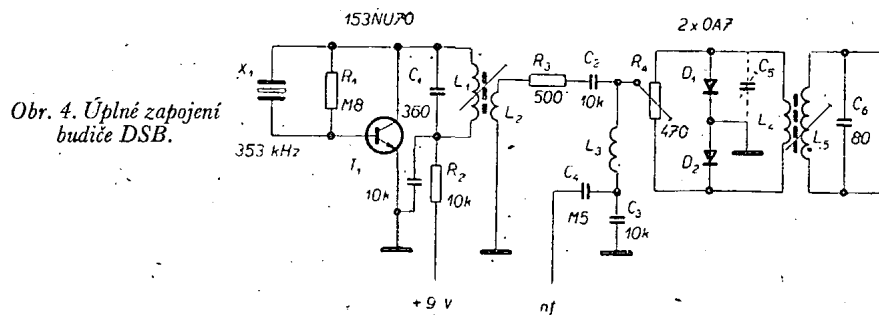 Obr. 4. Úplné zapojení
budiče DSB.
153NU70
X1
353 kHz
R1
M8
T1
C1
360
10k
R2
10k
+9 V
L1
L2
R3
500
C2
10k
L3
C4
M5
C3
10k
nf
R4
470
2x0A7
D1
D2
C5
L4
L5
C6
80